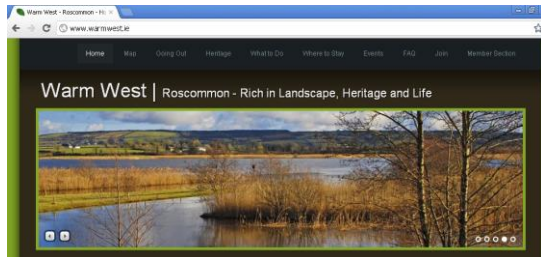 Warm West - Roscommon - H
www.warmwest.ie
Home Map Going Out Heritage What to Do Where to Stay Events FAQ Join Member Section
Warm West | Roscommon - Rich in Landscape, Heritage and Life